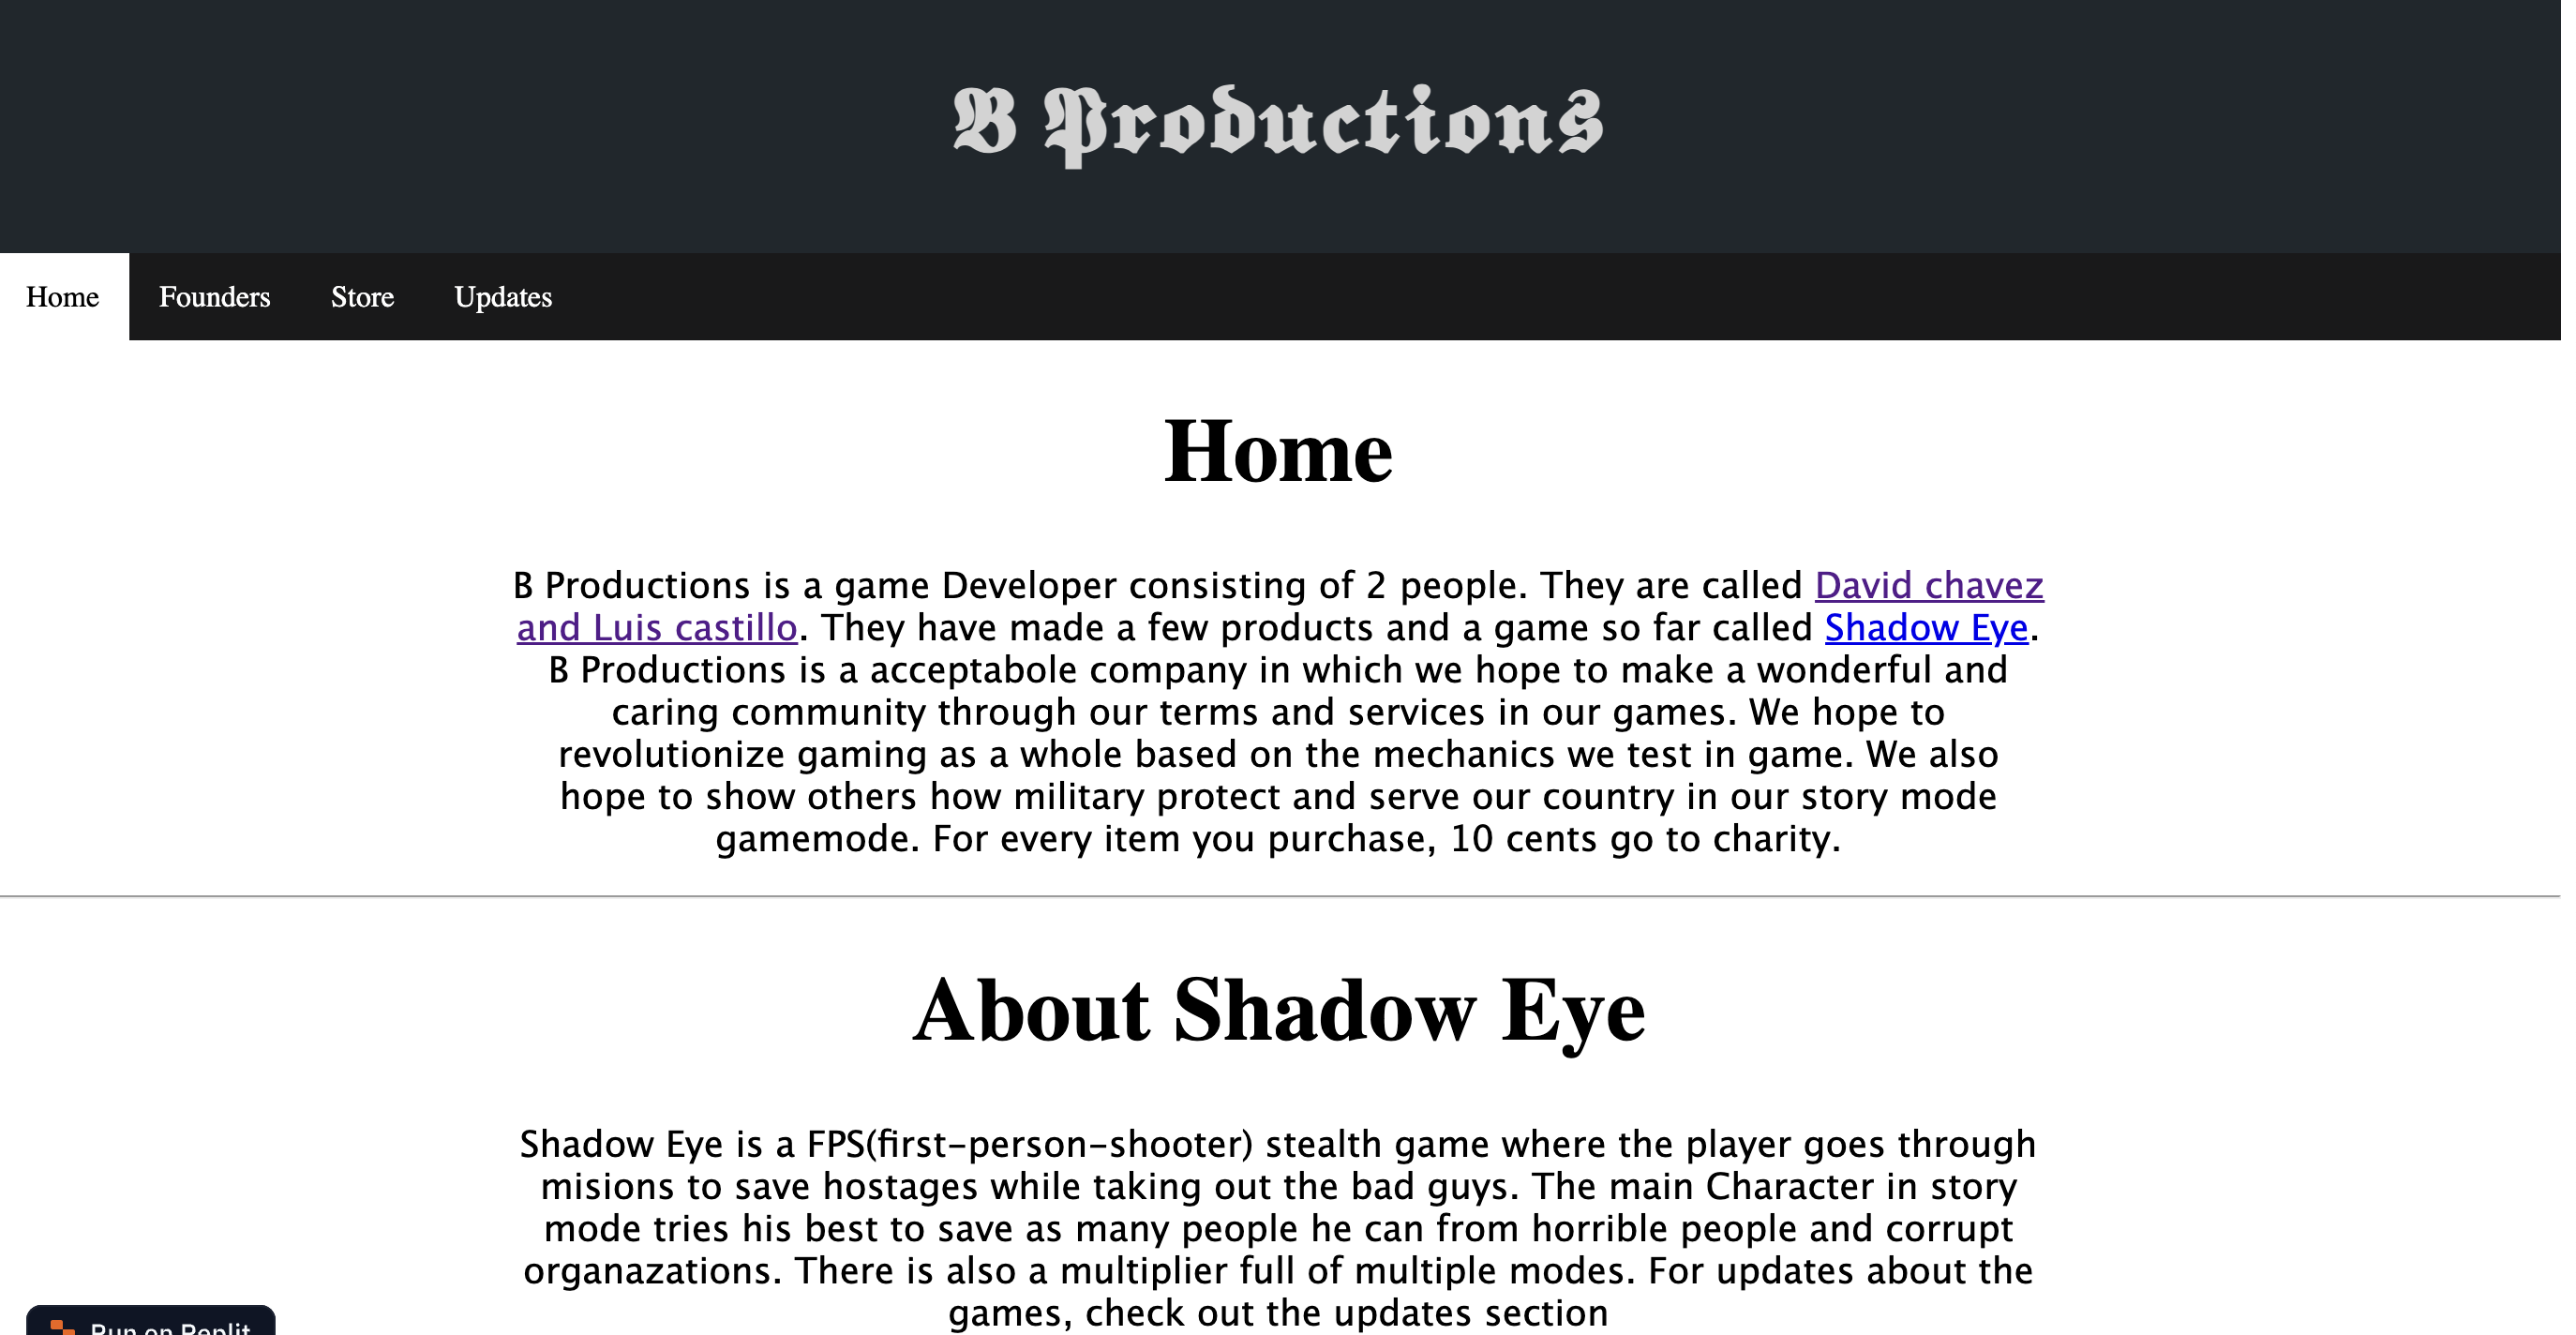 B Productions
Home Founders Store Updates
Home
B Productions is a game Developer consisting of 2 people. They are called David chavez
and Luis castillo. They have made a few products and a game so far called Shadow Eye.
B Productions is a acceptabole company in which we hope to make a wonderful and
caring community through our terms and services in our games. We hope to
revolutionize gaming as a whole based on the mechanics we test in game. We also
hope to show others how military protect and serve our country in our story mode
gamemode. For every item you purchase, 10 cents go to charity.
About Shadow Eye
Shadow Eye is a FPS(first-person-shooter) stealth game where the player goes through
misions to save hostages while taking out the bad guys. The main Character in story
mode tries his best to save as many people he can from horrible people and corrupt
organazations. There is also a multiplier full of multiple modes. For updates about the
games, check out the updates section
Run on Replit